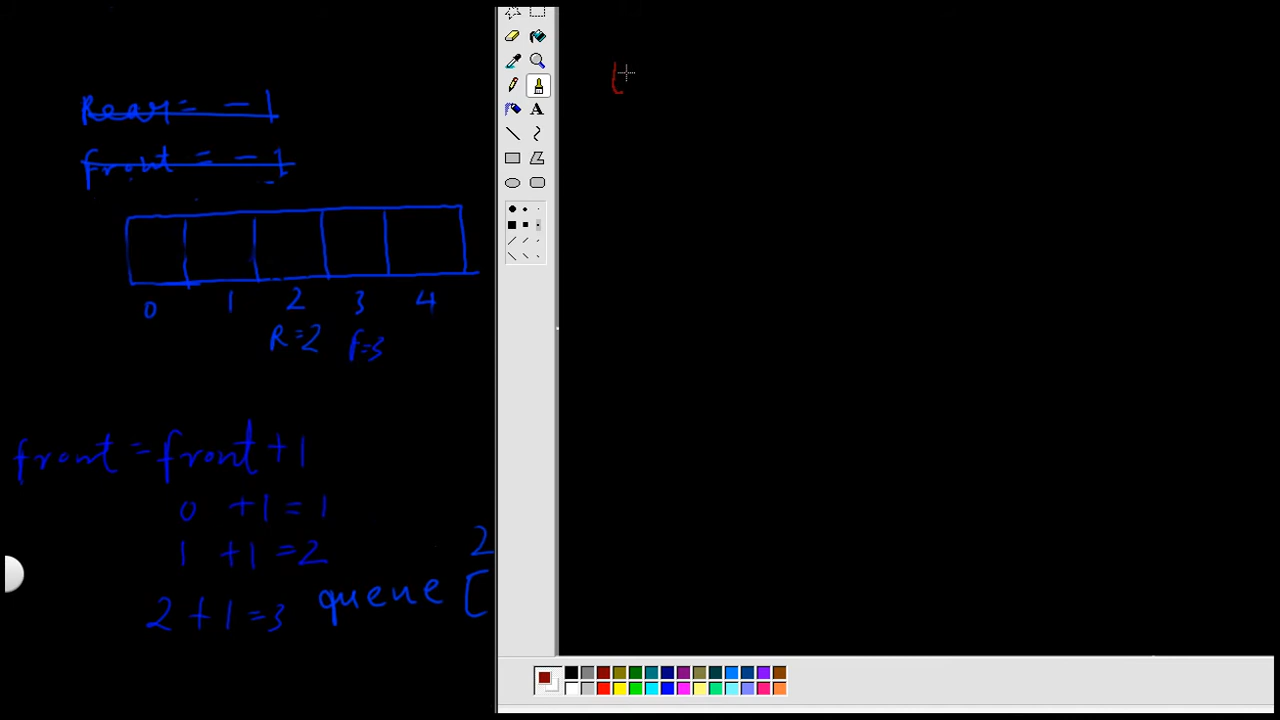 Rear = -1
front = -1
0 1 2 3 4
R=2 F=3
front = front + 1
0 +1 = 1
1 +1 = 2
2
2 + 1 = 3
queue [
A